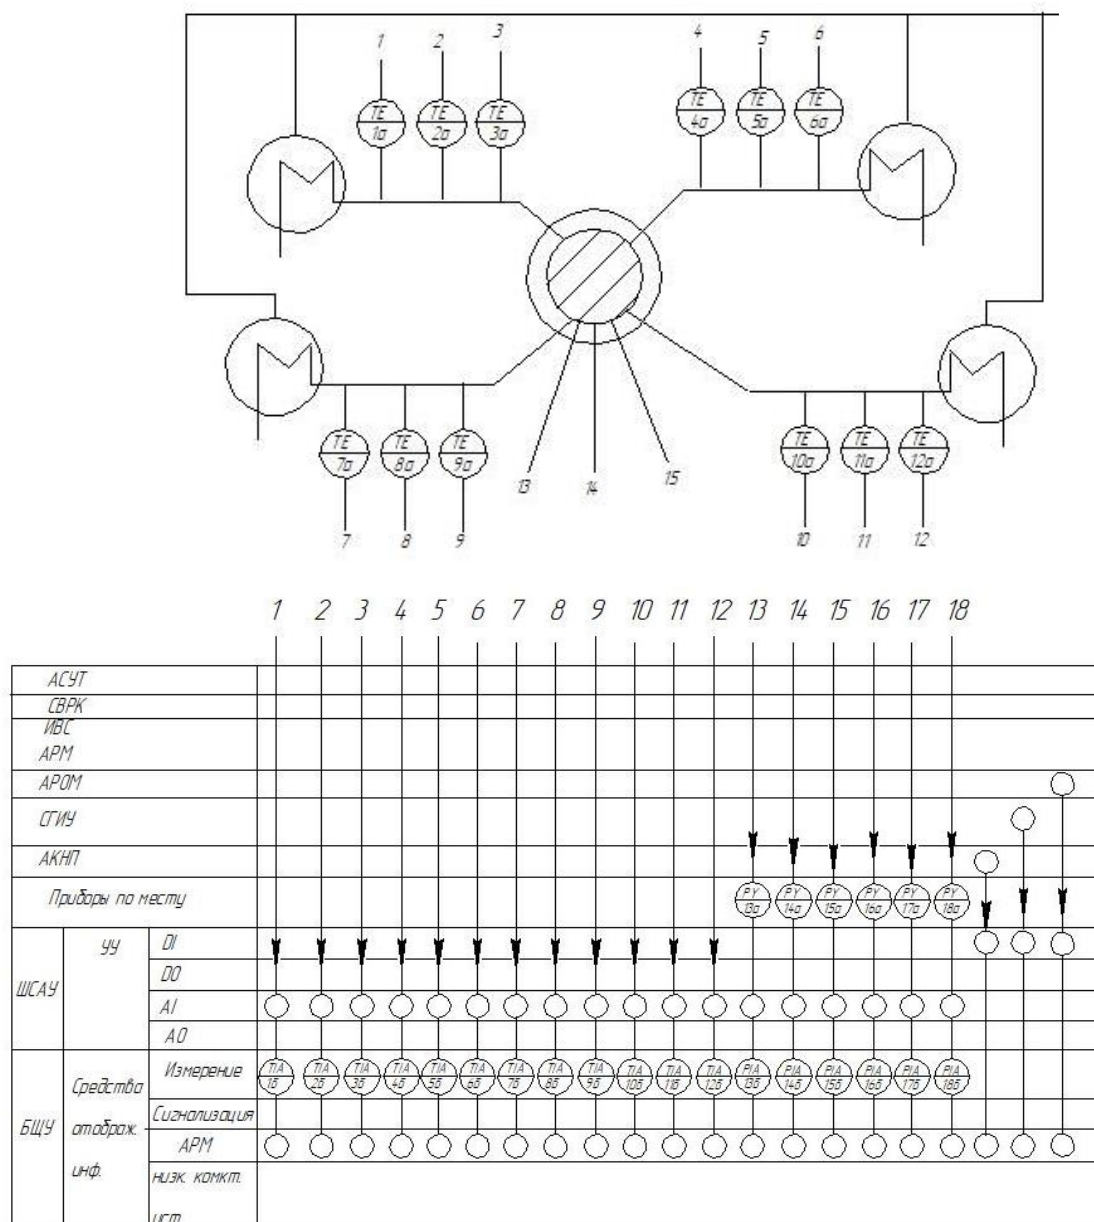 1 2 3 4 5 6
TE 1а TE 2а TE 3а TE 4а TE 5а TE 6а
TE 7а TE 8а TE 9а TE 10а TE 11а TE 12а
13 14 15
7 8 9 10 11 12
1 2 3 4 5 6 7 8 9 10 11 12 13 14 15 16 17 18
АСУТ
СВРК
ИВС
АРМ
АРОМ
СГИУ
АКНП
Приборы по месту
PY 13а PY 14а PY 15а PY 16а PY 17а PY 18а
ШСАУ
УУ
DI
DO
AI
AO
БЩУ
Средства
отображ.
инф.
Измерение
TIA 1б TIA 2б TIA 3б TIA 4б TIA 5б TIA 6б TIA 7б TIA 8б TIA 9б TIA 10б TIA 11б TIA 12б PIA 13б PIA 14б PIA 15б PIA 16б PIA 17б PIA 18б
Сигнализация
АРМ
низк. комкт.
уст